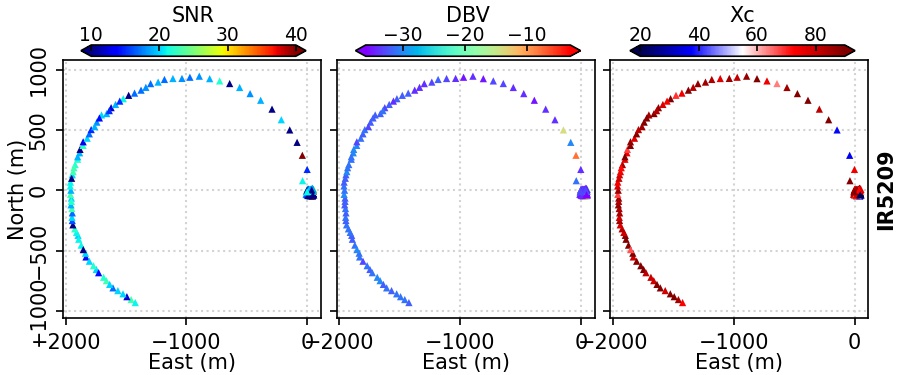 SNR DBV Xc
10 20 30 40 −30 −20 −10 20 40 60 80
1000
500
0
−500
−1000
North (m)
−2000 −1000 0 −2000 −1000 0 −2000 −1000 0
East (m) East (m) East (m)
IR5209